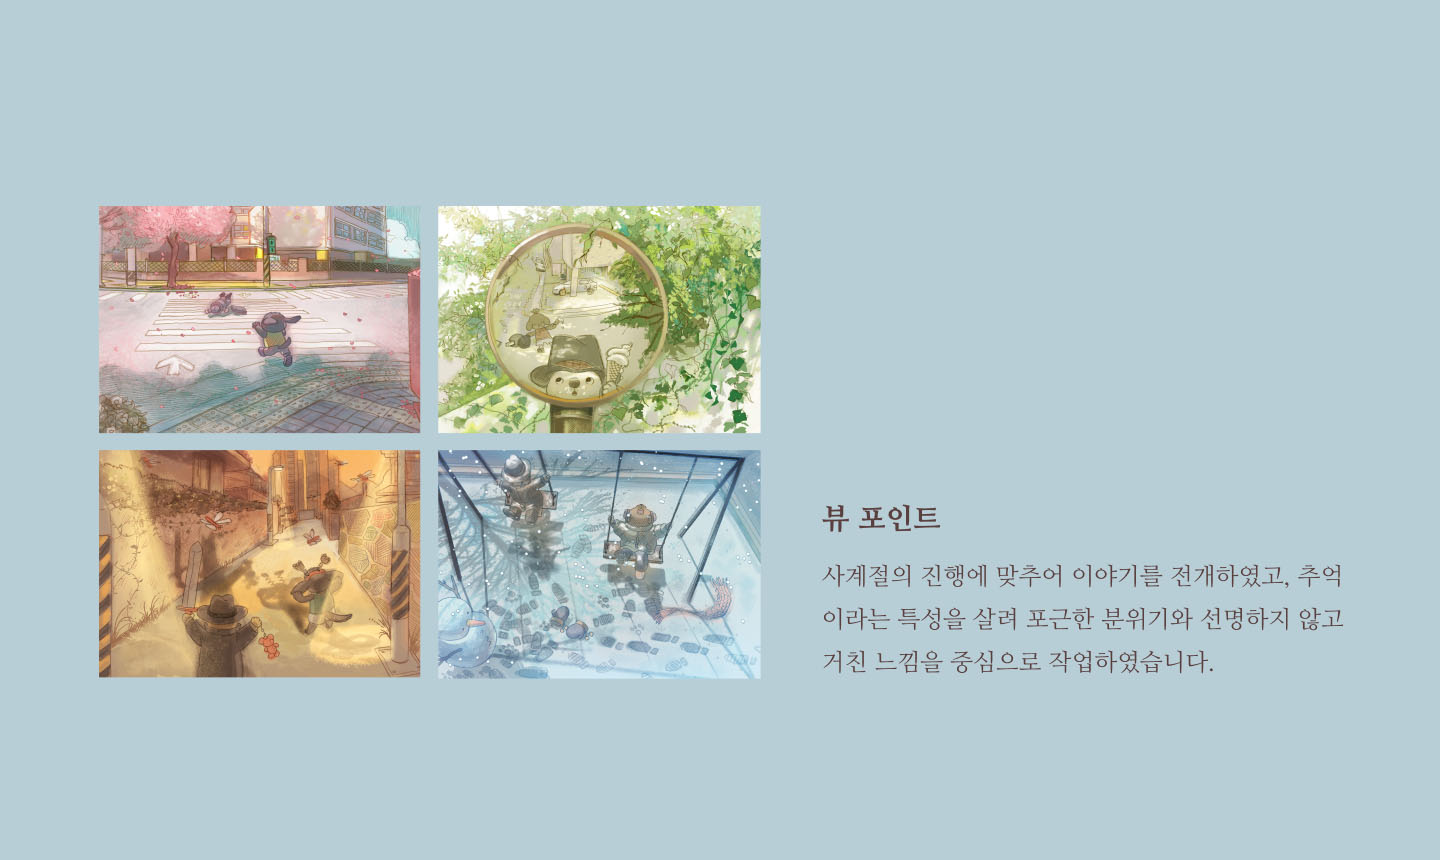 뷰 포인트
사계절의 진행에 맞추어 이야기를 전개하였고, 추억
이라는 특성을 살려 포근한 분위기와 선명하지 않고
거친 느낌을 중심으로 작업하였습니다.